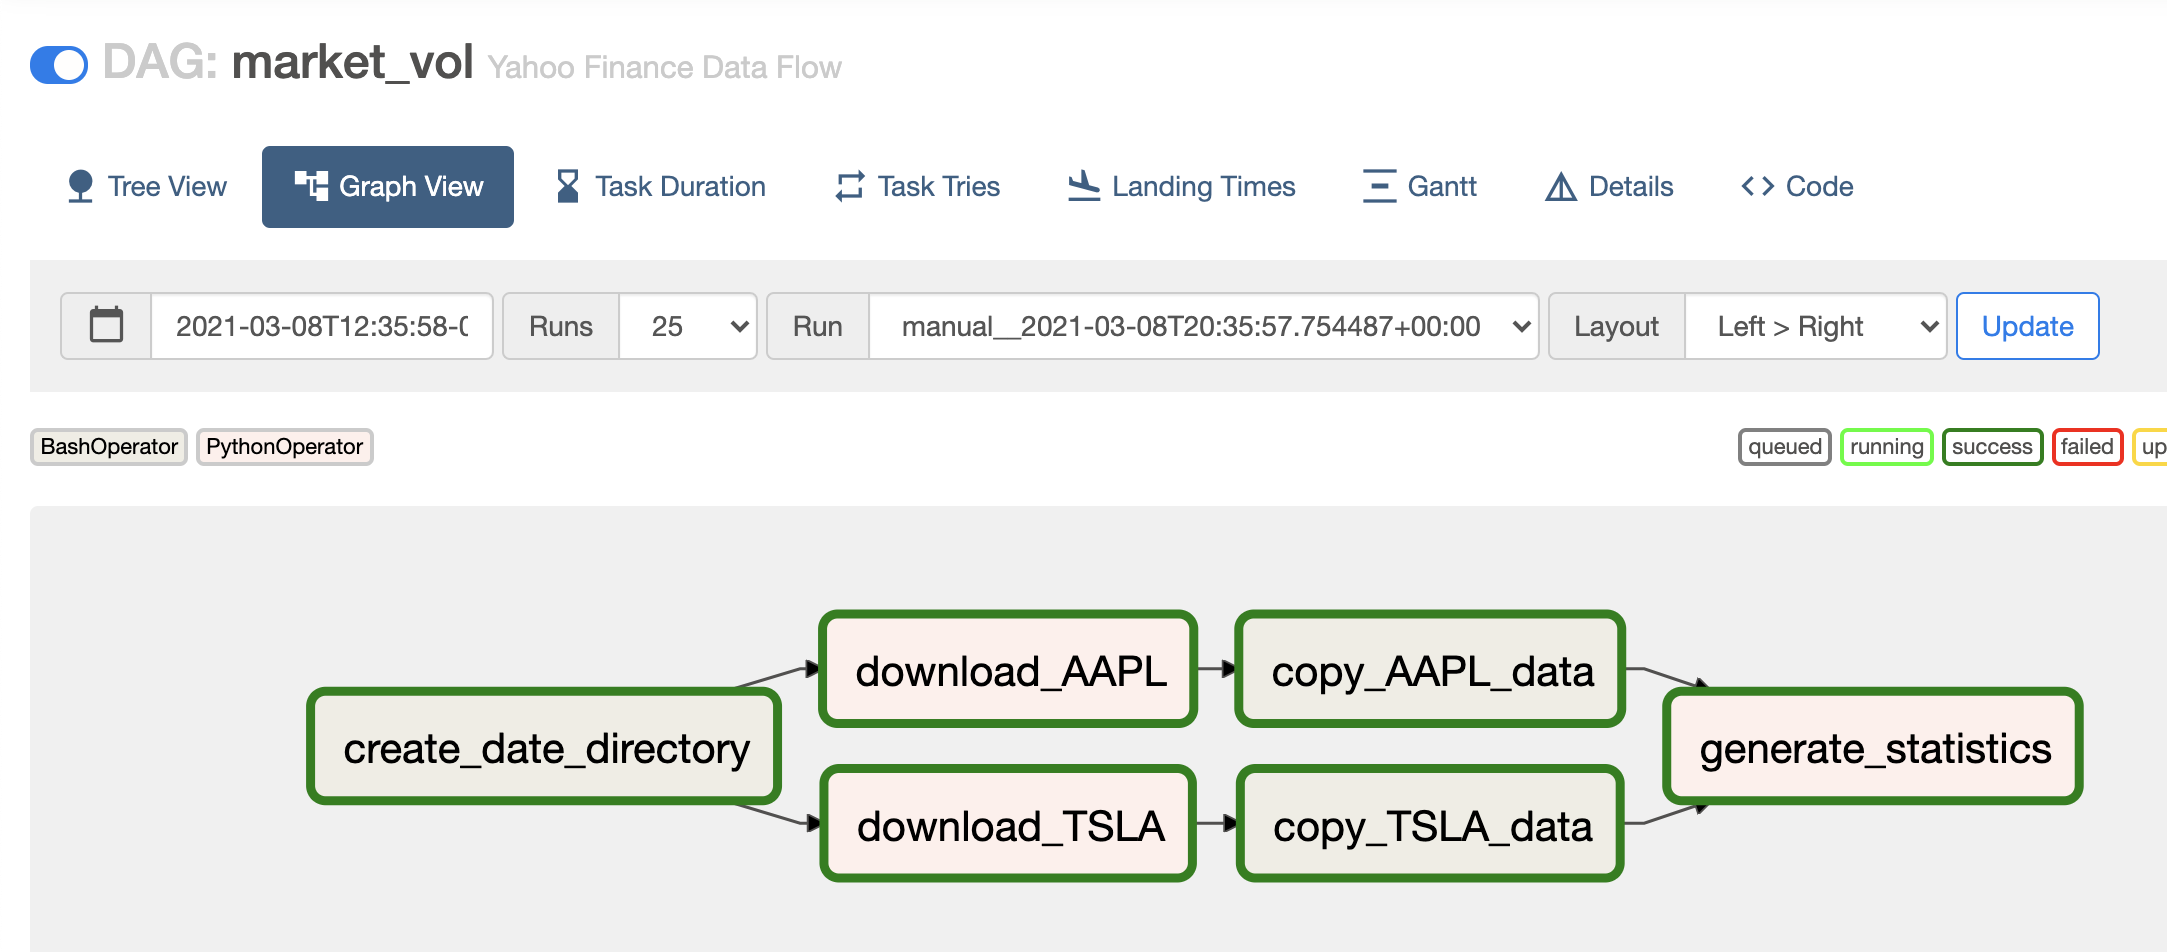 DAG: market_vol Yahoo Finance Data Flow
Tree View Graph View Task Duration Task Tries Landing Times Gantt Details Code
2021-03-08T12:35:58-0 Runs 25 Run manual__2021-03-08T20:35:57.754487+00:00 Layout Left > Right Update
BashOperator PythonOperator queued running success failed up
download_AAPL copy_AAPL_data
create_date_directory generate_statistics
download_TSLA copy_TSLA_data